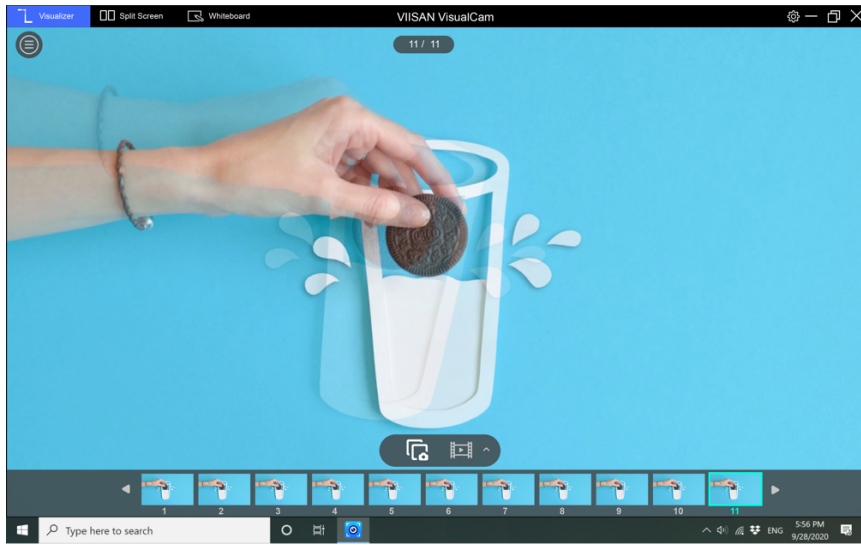 Visualizer
Split Screen
Whiteboard
VIISAN VisualCam
11 / 11
1
2
3
4
5
6
7
8
9
10
11
Type here to search
ENG
5:56 PM
9/28/2020